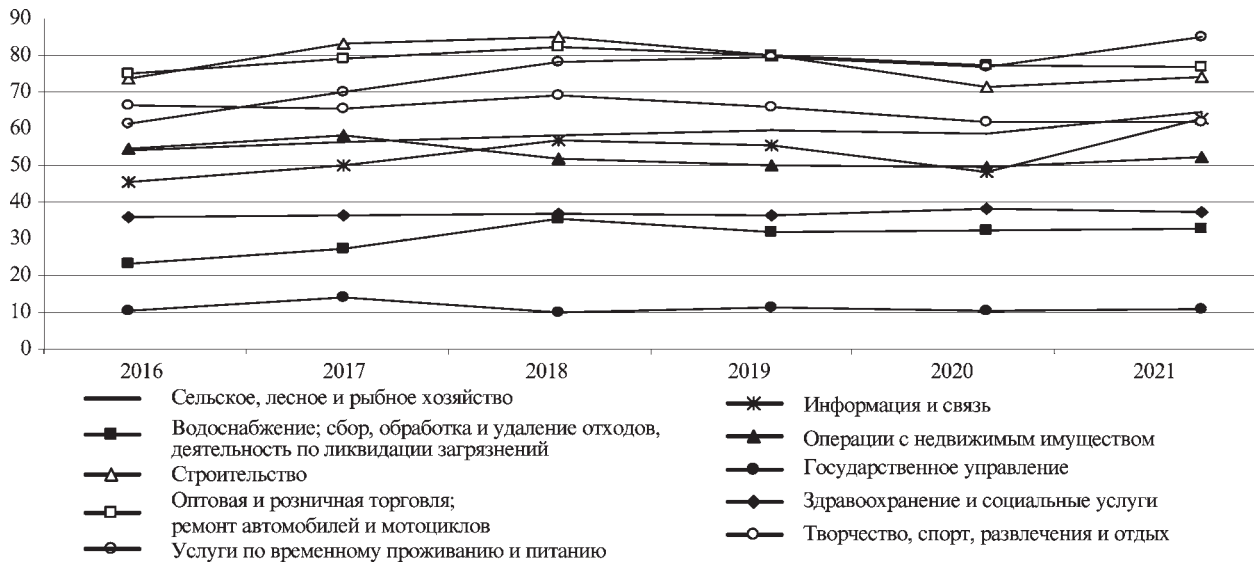 90
80
70
60
50
40
30
20
10
0
2016 2017 2018 2019 2020 2021
Сельское, лесное и рыбное хозяйство
Водоснабжение; сбор, обработка и удаление отходов,
деятельность по ликвидации загрязнений
Строительство
Оптовая и розничная торговля;
ремонт автомобилей и мотоциклов
Услуги по временному проживанию и питанию
Информация и связь
Операции с недвижимым имуществом
Государственное управление
Здравоохранение и социальные услуги
Творчество, спорт, развлечения и отдых